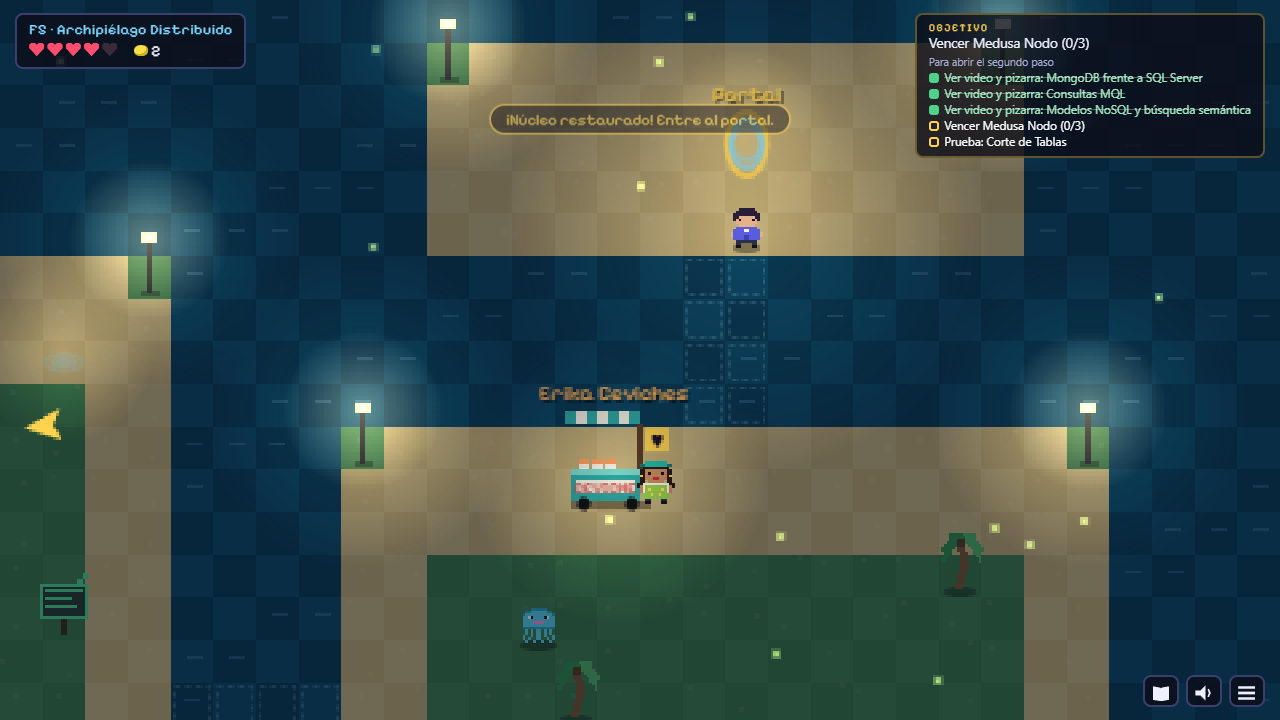 FS · Archipiélago Distribuido
8
OBJETIVO
Vencer Medusa Nodo (0/3)
Para abrir el segundo paso
Ver video y pizarra: MongoDB frente a SQL Server
Ver video y pizarra: Consultas MQL
Ver video y pizarra: Modelos NoSQL y búsqueda semántica
Vencer Medusa Nodo (0/3)
Prueba: Corte de Tablas
Portal
¡Núcleo restaurado! Entre al portal.
Erika Ceviches